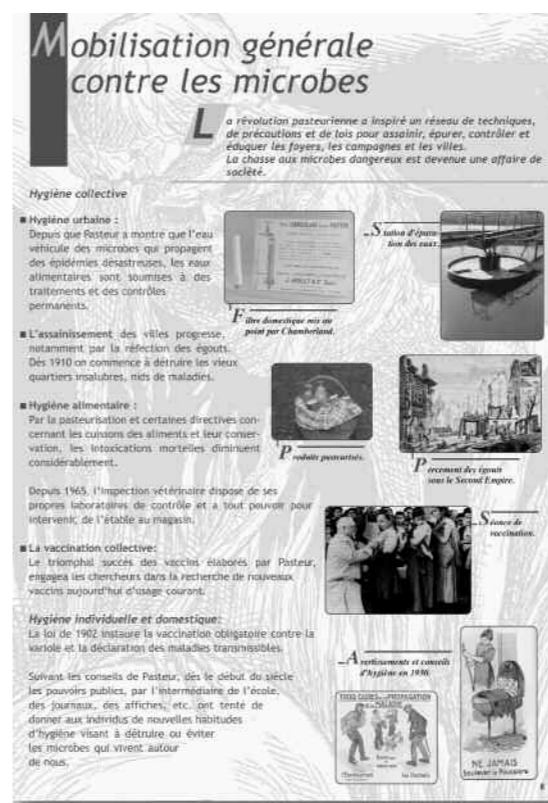 Mobilisation générale
contre les microbes
La révolution pasteurienne a inspiré un réseau de techniques,
de précautions et de lois pour assainir, épurer, contrôler et
éduquer les foyers, les campagnes et les villes.
La chasse aux microbes dangereux est devenue une affaire de
société.
Hygiène collective
■ Hygiène urbaine :
Depuis que Pasteur a montré que l'eau
véhicule des microbes qui propagent
des épidémies désastreuses, les eaux
alimentaires sont soumises à des
traitements et des contrôles
permanents.
Filtre domestique mis au
point par Chamberland.
Station d'épura-
tion des eaux.
■ L'assainissement des villes progresse,
notamment par la réfection des égouts.
Dès 1910 on commence à détruire les vieux
quartiers insalubres, nids de maladies.
■ Hygiène alimentaire :
Par la pasteurisation et certaines directives con-
cernant les cuissons des aliments et leur conser-
vation, les intoxications mortelles diminuent
considérablement.
Produits pasteurisés.
Percement des égouts
sous le Second Empire.
Depuis 1965, l'inspection vétérinaire dispose de ses
propres laboratoires de contrôle et a tout pouvoir pour
intervenir, de l'étable au magasin.
Séance de
vaccination.
■ La vaccination collective:
Le triomphal succès des vaccins élaborés par Pasteur,
engagea les chercheurs dans la recherche de nouveaux
vaccins aujourd'hui d'usage courant.
Hygiène individuelle et domestique:
La loi de 1902 instaure la vaccination obligatoire contre la
variole et la déclaration des maladies transmissibles.
Suivant les conseils de Pasteur, dès le début du siècle
les pouvoirs publics, par l'intermédiaire de l'école,
des journaux, des affiches, etc. ont tenté de
donner aux individus de nouvelles habitudes
d'hygiène visant à détruire ou éviter
les microbes qui vivent autour
de nous.
Avertissements et conseils
d'hygiène en 1930.
PROPAGATION
MALADIE
NE JAMAIS
Soulever la Poussière